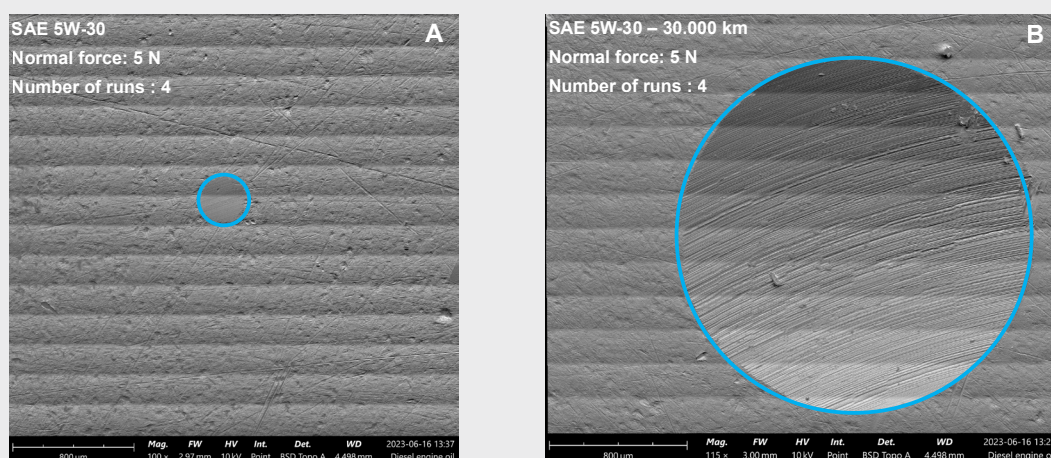 SAE 5W-30
A
Normal force: 5 N
Number of runs : 4
Mag. FW HV Int. Det. WD 2023-06-16 13:37
800 µm 100 × 2.97 mm 10 kV Point BSD Topo A 4.498 mm Diesel engine oil
SAE 5W-30 – 30.000 km
B
Normal force: 5 N
Number of runs : 4
Mag. FW HV Int. Det. WD 2023-06-16 13:2
800 µm 115 × 3.00 mm 10 kV Point BSD Topo A 4.498 mm Diesel engine o